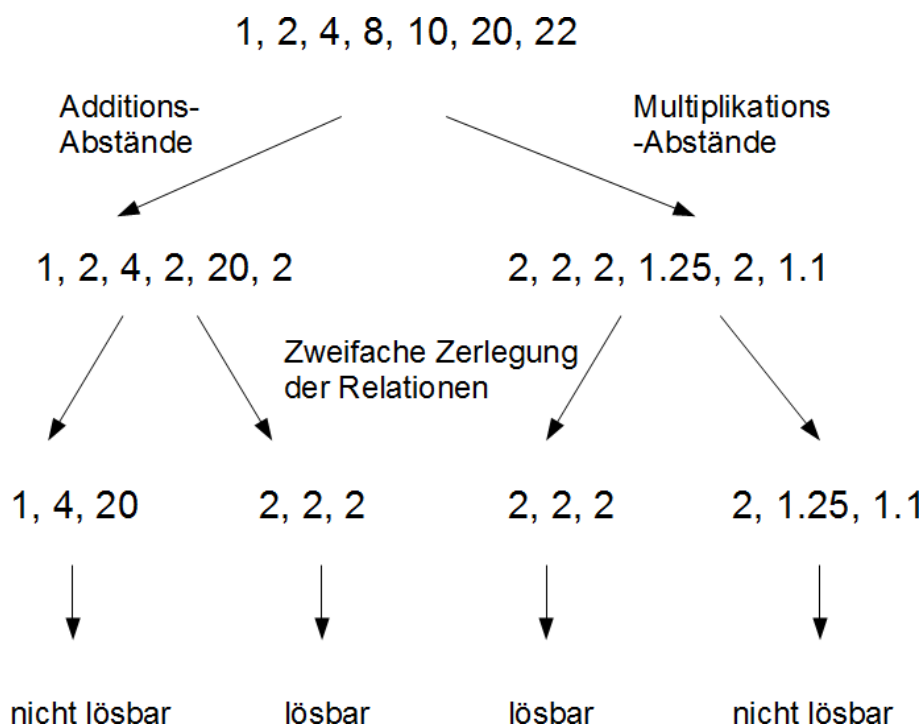 1, 2, 4, 8, 10, 20, 22
Additions-
Abstände
Multiplikations
-Abstände
1, 2, 4, 2, 20, 2
2, 2, 2, 1.25, 2, 1.1
Zweifache Zerlegung
der Relationen
1, 4, 20
2, 2, 2
2, 2, 2
2, 1.25, 1.1
nicht lösbar
lösbar
lösbar
nicht lösbar